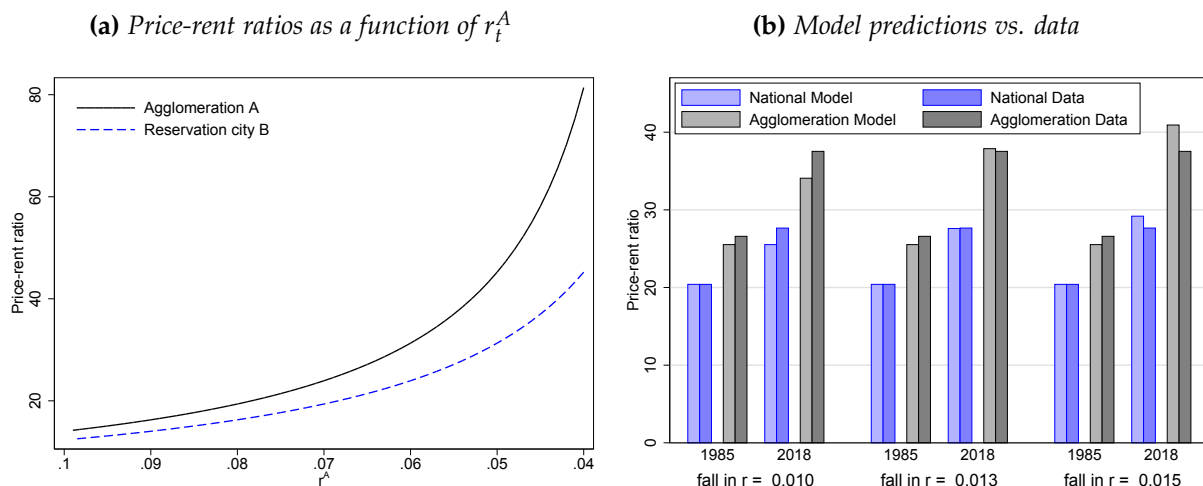 (a) Price-rent ratios as a function of r_t^A
Agglomeration A
Reservation city B
Price-rent ratio
80
60
40
20
.1 .09 .08 .07 .06 .05 .04
r^A
(b) Model predictions vs. data
National Model National Data
Agglomeration Model Agglomeration Data
Price-rent ratio
40
30
20
10
0
1985 2018 1985 2018 1985 2018
fall in r = 0.010 fall in r = 0.013 fall in r = 0.015